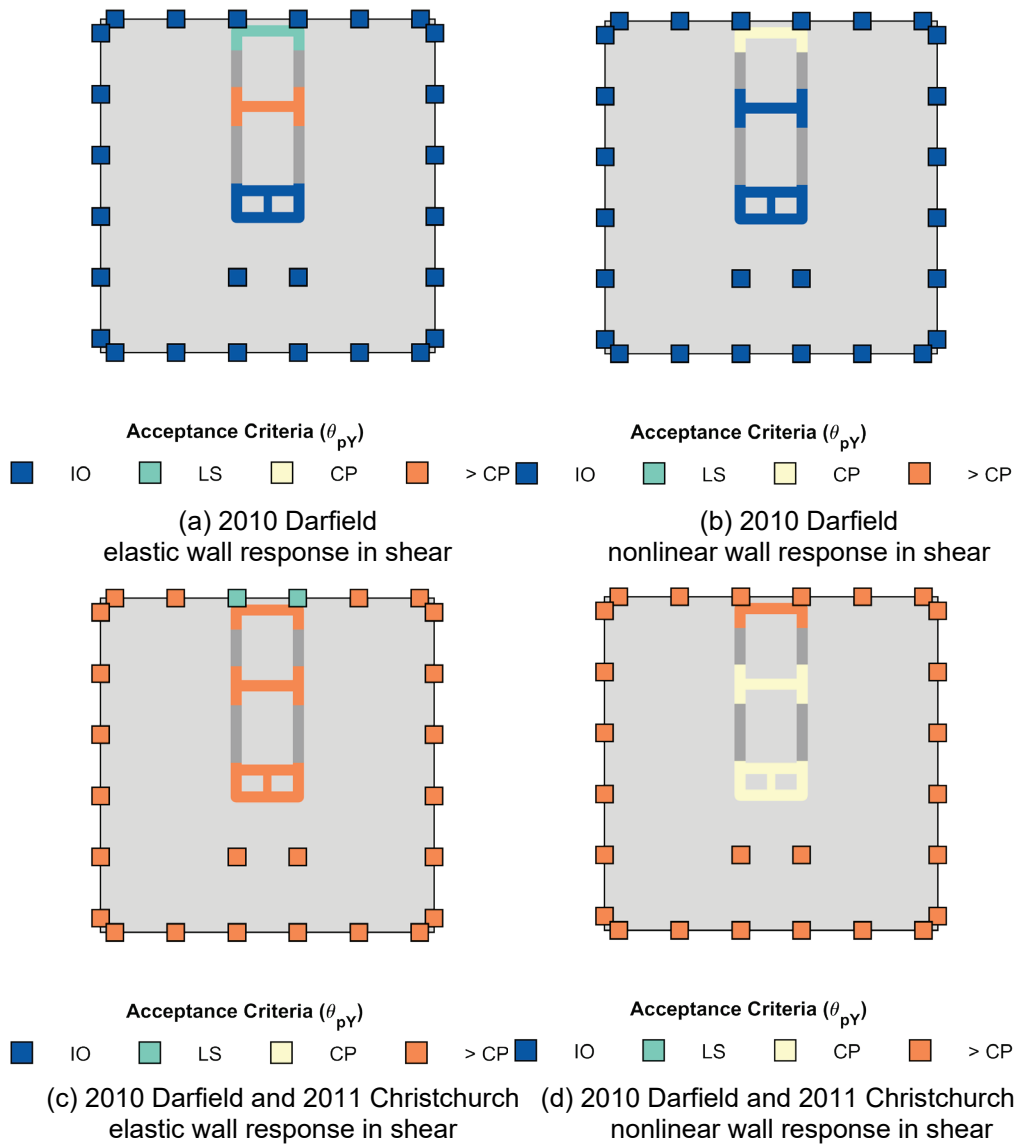 Acceptance Criteria (θpY)
IO LS CP > CP
(a) 2010 Darfield
elastic wall response in shear
Acceptance Criteria (θpY)
IO LS CP > CP
(b) 2010 Darfield
nonlinear wall response in shear
Acceptance Criteria (θpY)
IO LS CP > CP
(c) 2010 Darfield and 2011 Christchurch
elastic wall response in shear
Acceptance Criteria (θpY)
IO LS CP > CP
(d) 2010 Darfield and 2011 Christchurch
nonlinear wall response in shear